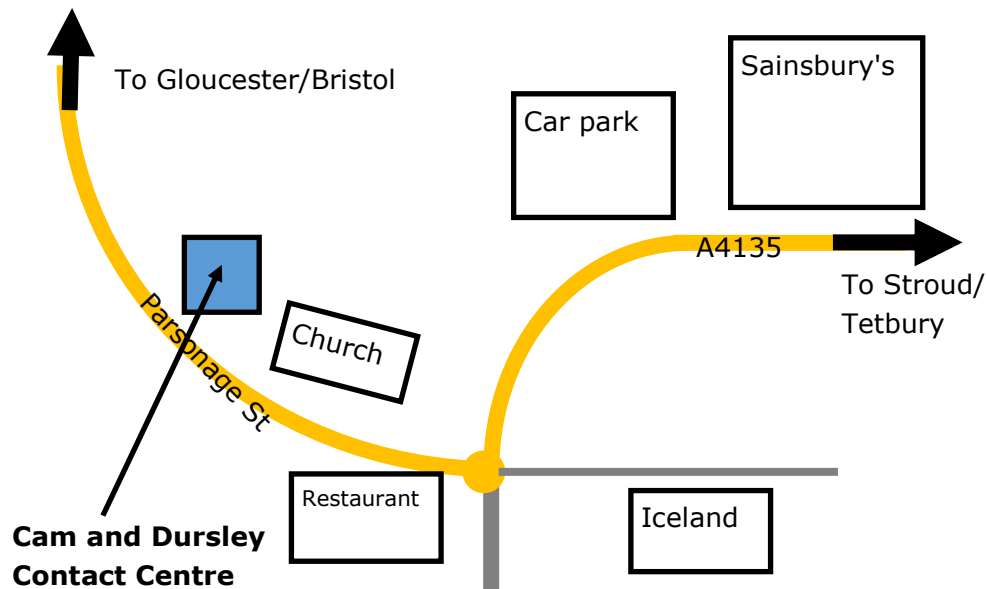 To Gloucester/Bristol
Sainsbury's
Car park
A4135
To Stroud/
Tetbury
Parsonage St
Church
Restaurant
Iceland
Cam and Dursley
Contact Centre